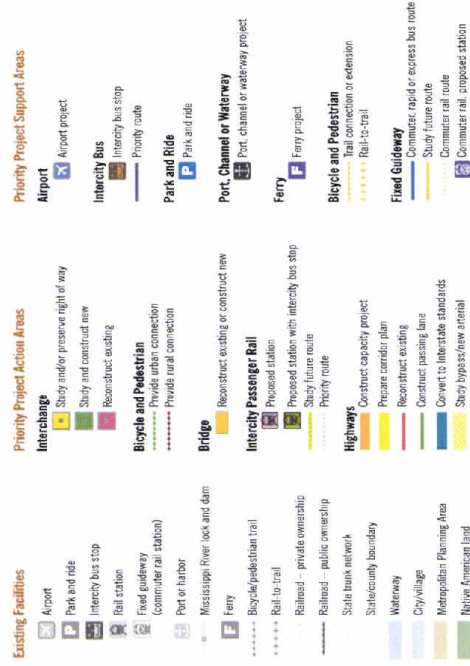 Existing Facilities
Airport
P
Park and ride
Intercity bus stop
Rail station
Fixed guideway
(commuter rail station)
Port or harbor
Mississippi River lock and dam
F
Ferry
Bicycle/pedestrian trail
Rail-to-trail
Railroad – private ownership
Railroad – public ownership
State trunk network
State/county boundary
Waterway
City/village
Metropolitan Planning Area
Native American land
Priority Project Action Areas
Interchange
Study and/or preserve right of way
Study and construct new
Reconstruct existing
Bicycle and Pedestrian
Provide urban connection
Provide rural connection
Bridge
Reconstruct existing or construct new
Intercity Passenger Rail
Proposed station
Proposed station with intercity bus stop
Study future route
Priority route
Highways
Construct capacity project
Prepare corridor plan
Reconstruct existing
Construct passing lane
Convert to Interstate standards
Study bypass/new arterial
Priority Project Support Areas
Airport
Airport project
Intercity Bus
Intercity bus stop
Priority route
Park and Ride
P
Park and ride
Port, Channel or Waterway
Port, channel or waterway project
Ferry
F
Ferry project
Bicycle and Pedestrian
Trail connection or extension
Rail-to-trail
Fixed Guideway
Commuter, rapid or express bus route
Study future route
Commuter rail route
Commuter rail, proposed station